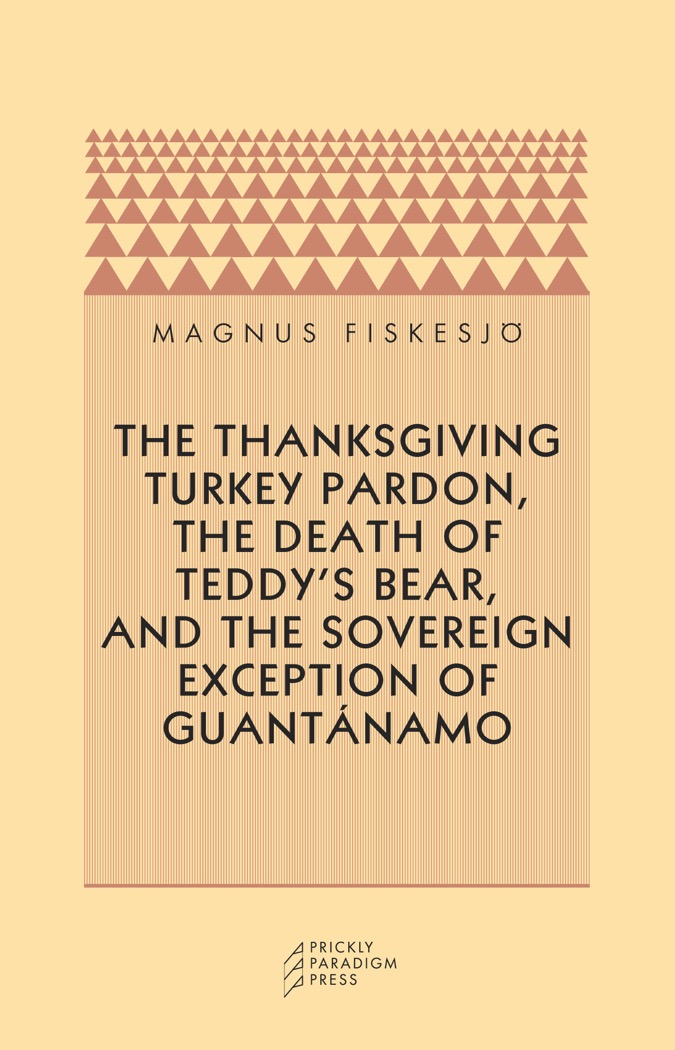 MAGNUS FISKESJÖ
THE THANKSGIVING
TURKEY PARDON,
THE DEATH OF
TEDDY'S BEAR,
AND THE SOVEREIGN
EXCEPTION OF
GUANTÁNAMO
PRICKLY
PARADIGM
PRESS